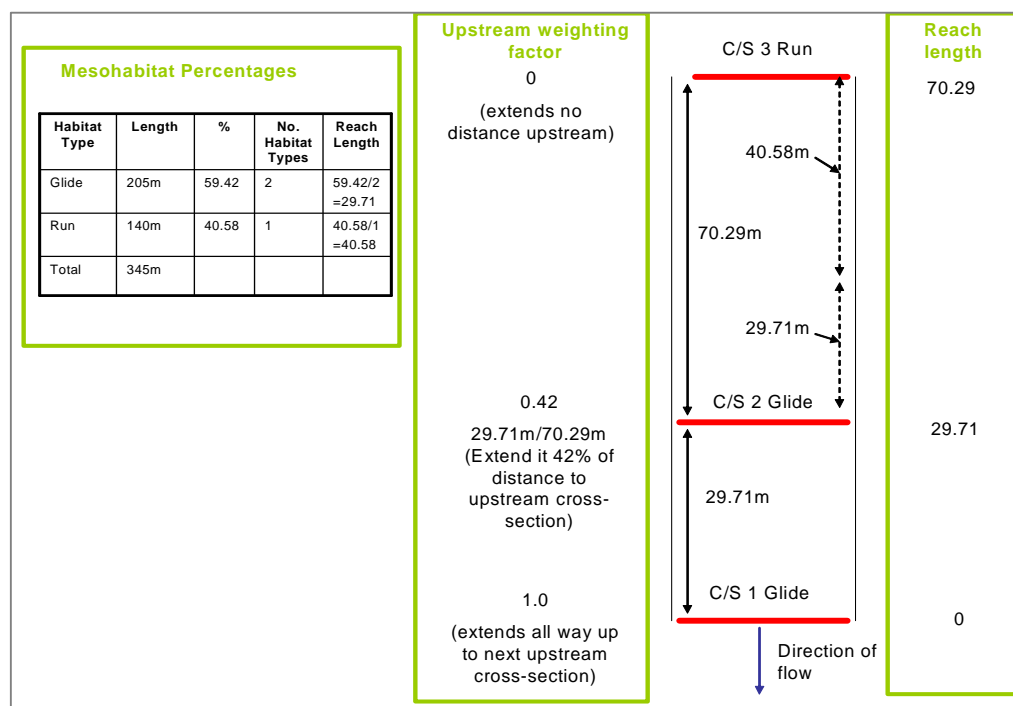 Mesohabitat Percentages
Habitat Type
Length
%
No. Habitat Types
Reach Length
Glide
205m
59.42
2
59.42/2
=29.71
Run
140m
40.58
1
40.58/1
=40.58
Total
345m
Upstream weighting
factor
0
(extends no
distance upstream)
0.42
29.71m/70.29m
(Extend it 42% of
distance to
upstream cross-
section)
1.0
(extends all way up
to next upstream
cross-section)
C/S 3 Run
40.58m
70.29m
29.71m
C/S 2 Glide
29.71m
C/S 1 Glide
Direction of
flow
Reach
length
70.29
29.71
0